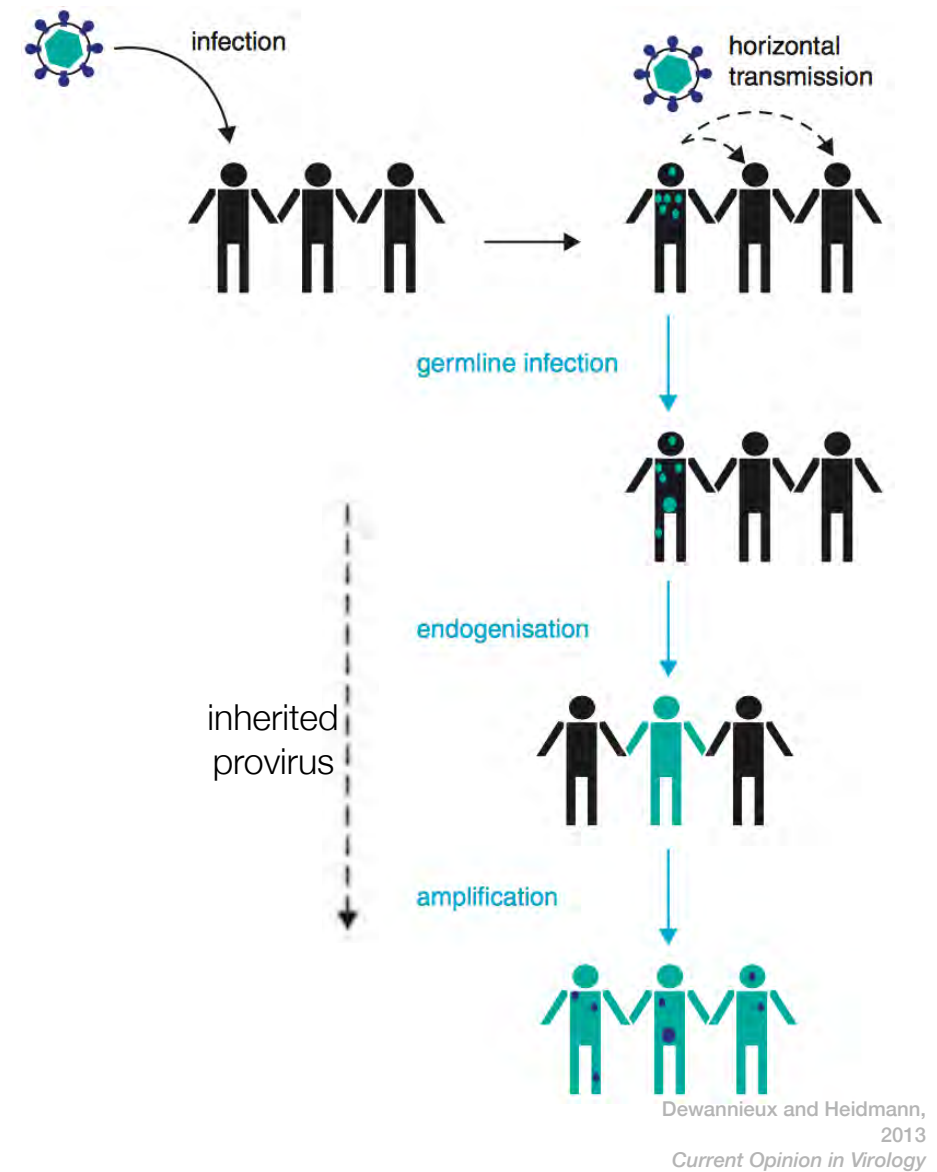 infection
horizontal
transmission
germline infection
endogenisation
inherited
provirus
amplification
Dewannieux and Heidmann,
2013
Current Opinion in Virology